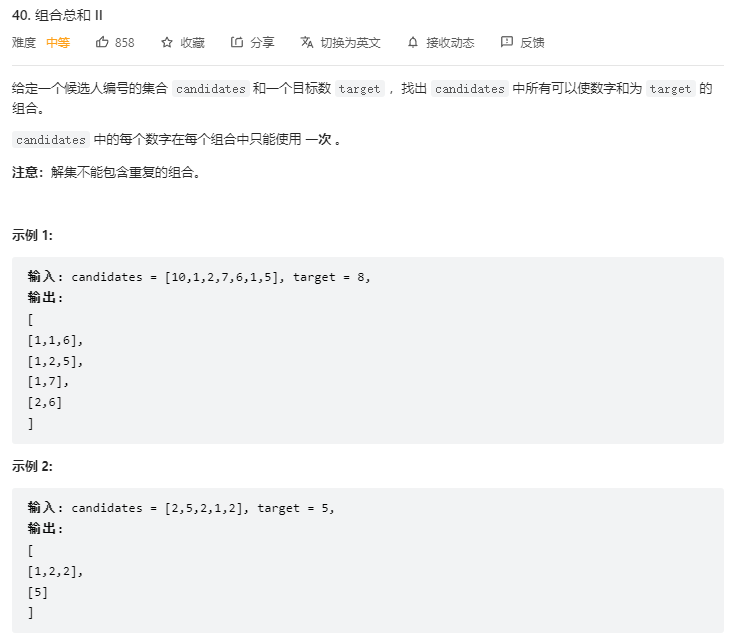 40. 组合总和 II
难度 中等 858 收藏 分享 切换为英文 接收动态 反馈
给定一个候选人编号的集合 candidates 和一个目标数 target ，找出 candidates 中所有可以使数字和为 target 的
组合。
candidates 中的每个数字在每个组合中只能使用 一次 。
注意：解集不能包含重复的组合。
示例 1:
输入: candidates = [10,1,2,7,6,1,5], target = 8,
输出:
[
[1,1,6],
[1,2,5],
[1,7],
[2,6]
]
示例 2:
输入: candidates = [2,5,2,1,2], target = 5,
输出:
[
[1,2,2],
[5]
]